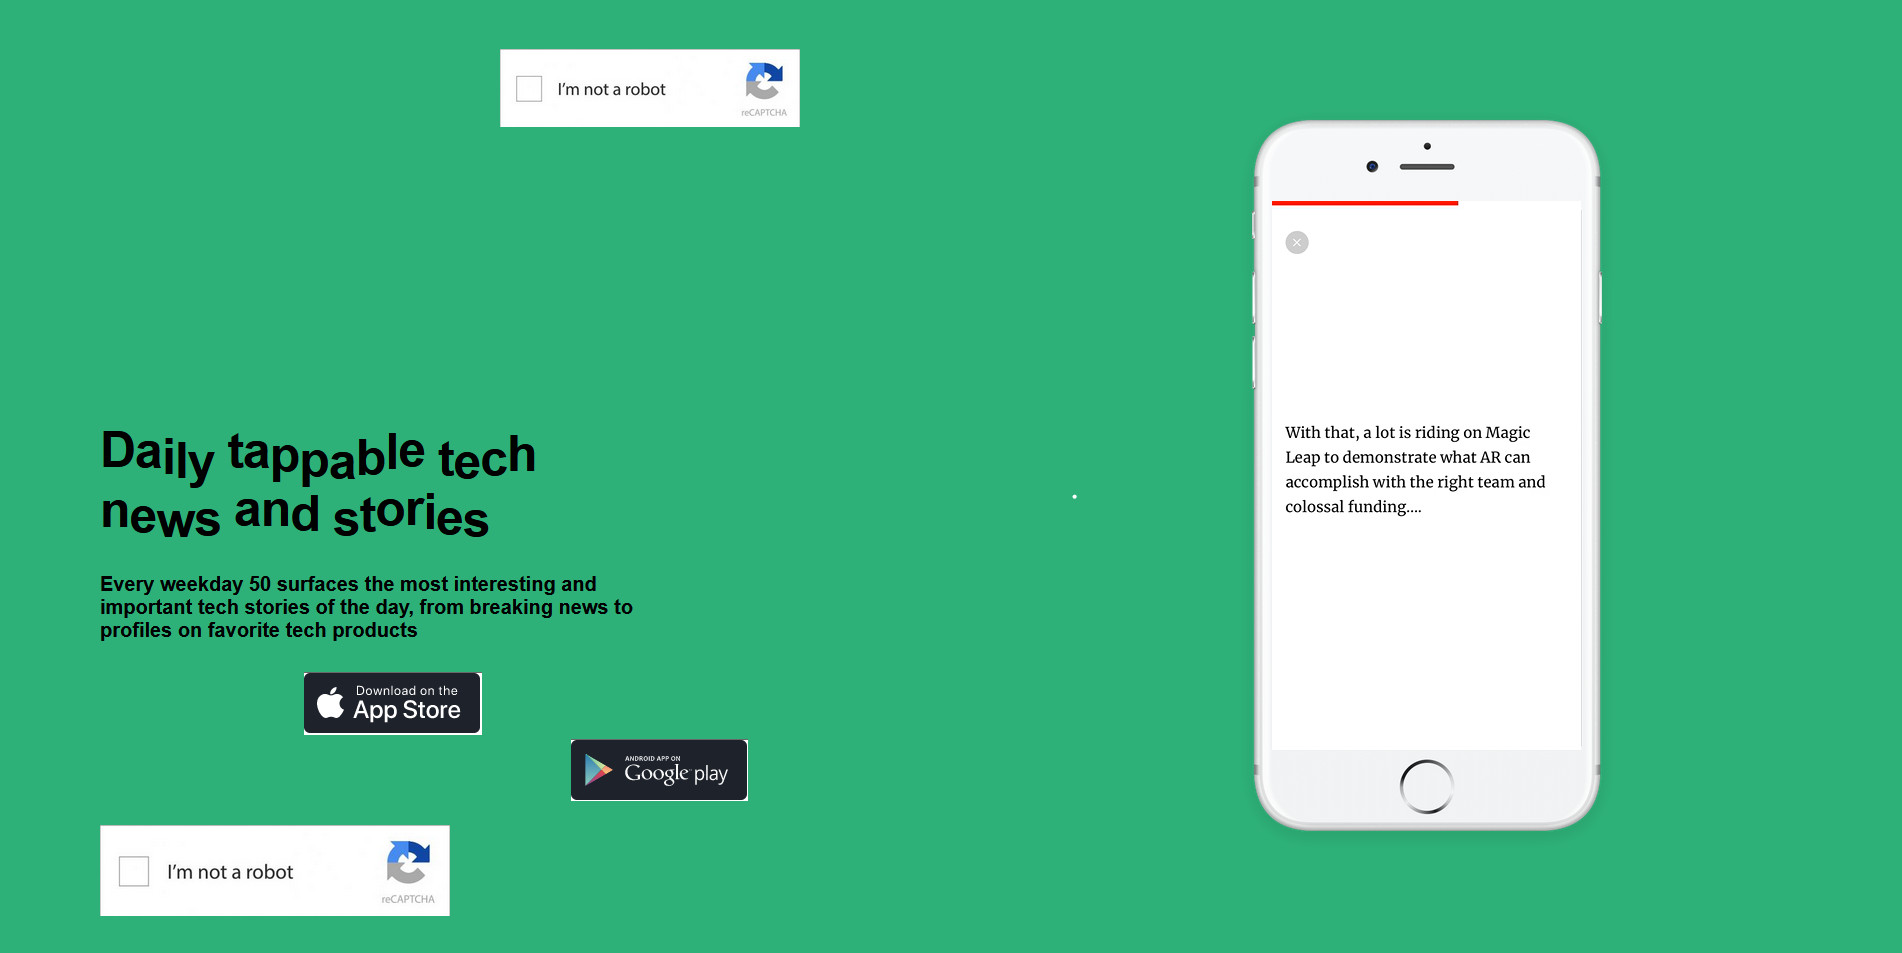 I'm not a robot
reCAPTCHA
Daily tappable tech
news and stories
Every weekday 50 surfaces the most interesting and
important tech stories of the day, from breaking news to
profiles on favorite tech products
Download on the
App Store
ANDROID APP ON
Google play
I'm not a robot
reCAPTCHA
With that, a lot is riding on Magic
Leap to demonstrate what AR can
accomplish with the right team and
colossal funding....